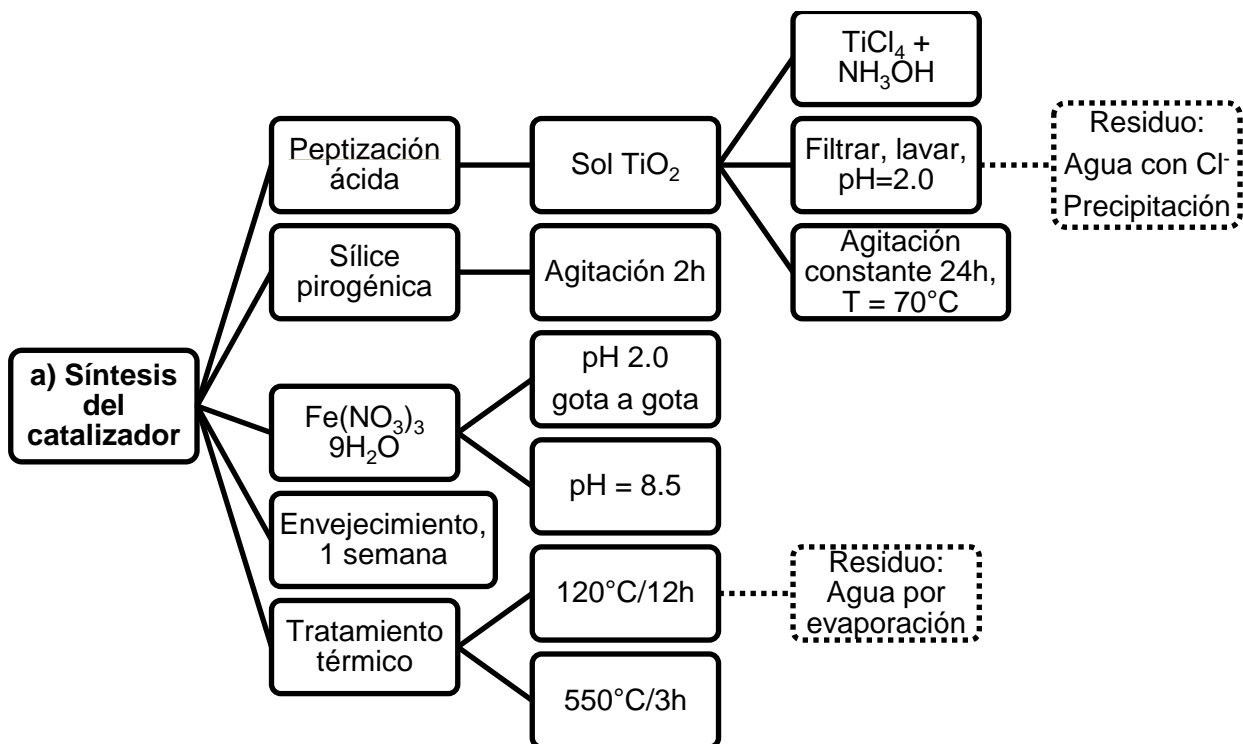 a) Síntesis
del
catalizador
Peptización
ácida
Sol TiO₂
TiCl₄ +
NH₃OH
Filtrar, lavar,
pH=2.0
Residuo:
Agua con Cl⁻
Precipitación
Agitación
constante 24h,
T = 70°C
Sílice
pirogénica
Agitación 2h
Fe(NO₃)₃
9H₂O
pH 2.0
gota a gota
pH = 8.5
Envejecimiento,
1 semana
Tratamiento
térmico
120°C/12h
Residuo:
Agua por
evaporación
550°C/3h